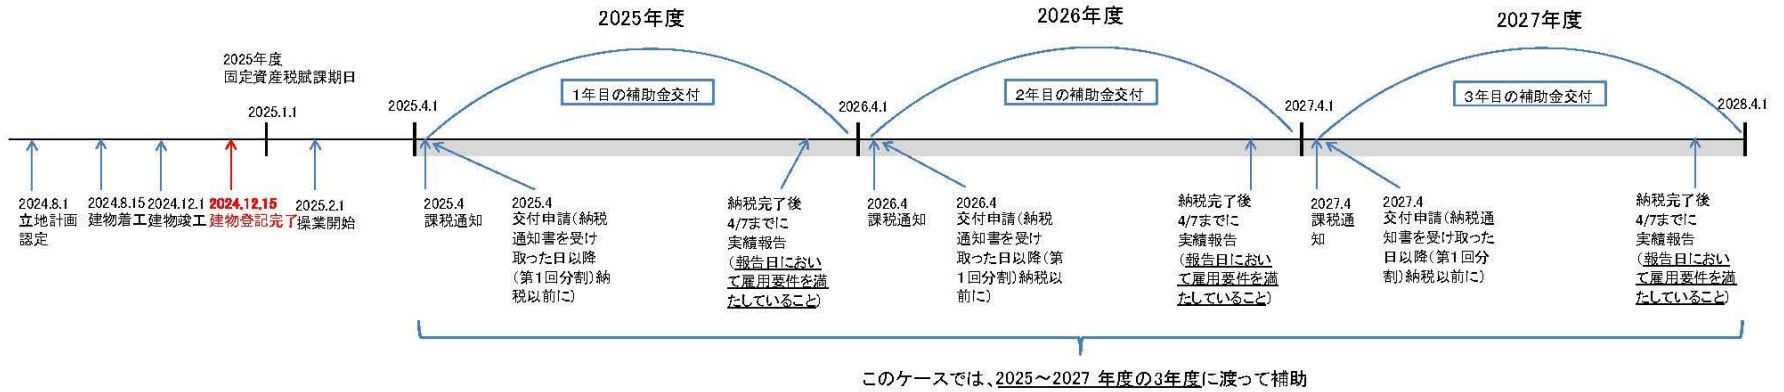 2025年度
2026年度
2027年度
2025年度
固定資産税賦課期日
1年目の補助金交付
2年目の補助金交付
3年目の補助金交付
2025.1.1
2025.4.1
2026.4.1
2027.4.1
2028.4.1
2024.8.1
立地計画
認定
2024.8.15
建物着工
2024.12.1
建物竣工
2024.12.15
建物登記完了
2025.2.1
操業開始
2025.4
課税通知
2025.4
交付申請(納税
通知書を受け
取った日以降
(第1回分割)納
税以前に)
納税完了後
4/7までに
実績報告
(報告日におい
て雇用要件を満
たしていること)
2026.4
課税通知
2026.4
交付申請(納税
通知書を受け
取った日以降(第
1回分割)納税以
前に)
納税完了後
4/7までに
実績報告
(報告日におい
て雇用要件を満
たしていること)
2027.4
課税通
知
2027.4
交付申請(納税通
知書を受け取った
日以降(第1回分
割)納税以前に)
納税完了後
4/7までに
実績報告
(報告日におい
て雇用要件を満
たしていること)
このケースでは、2025～2027 年度の3年度に渡って補助